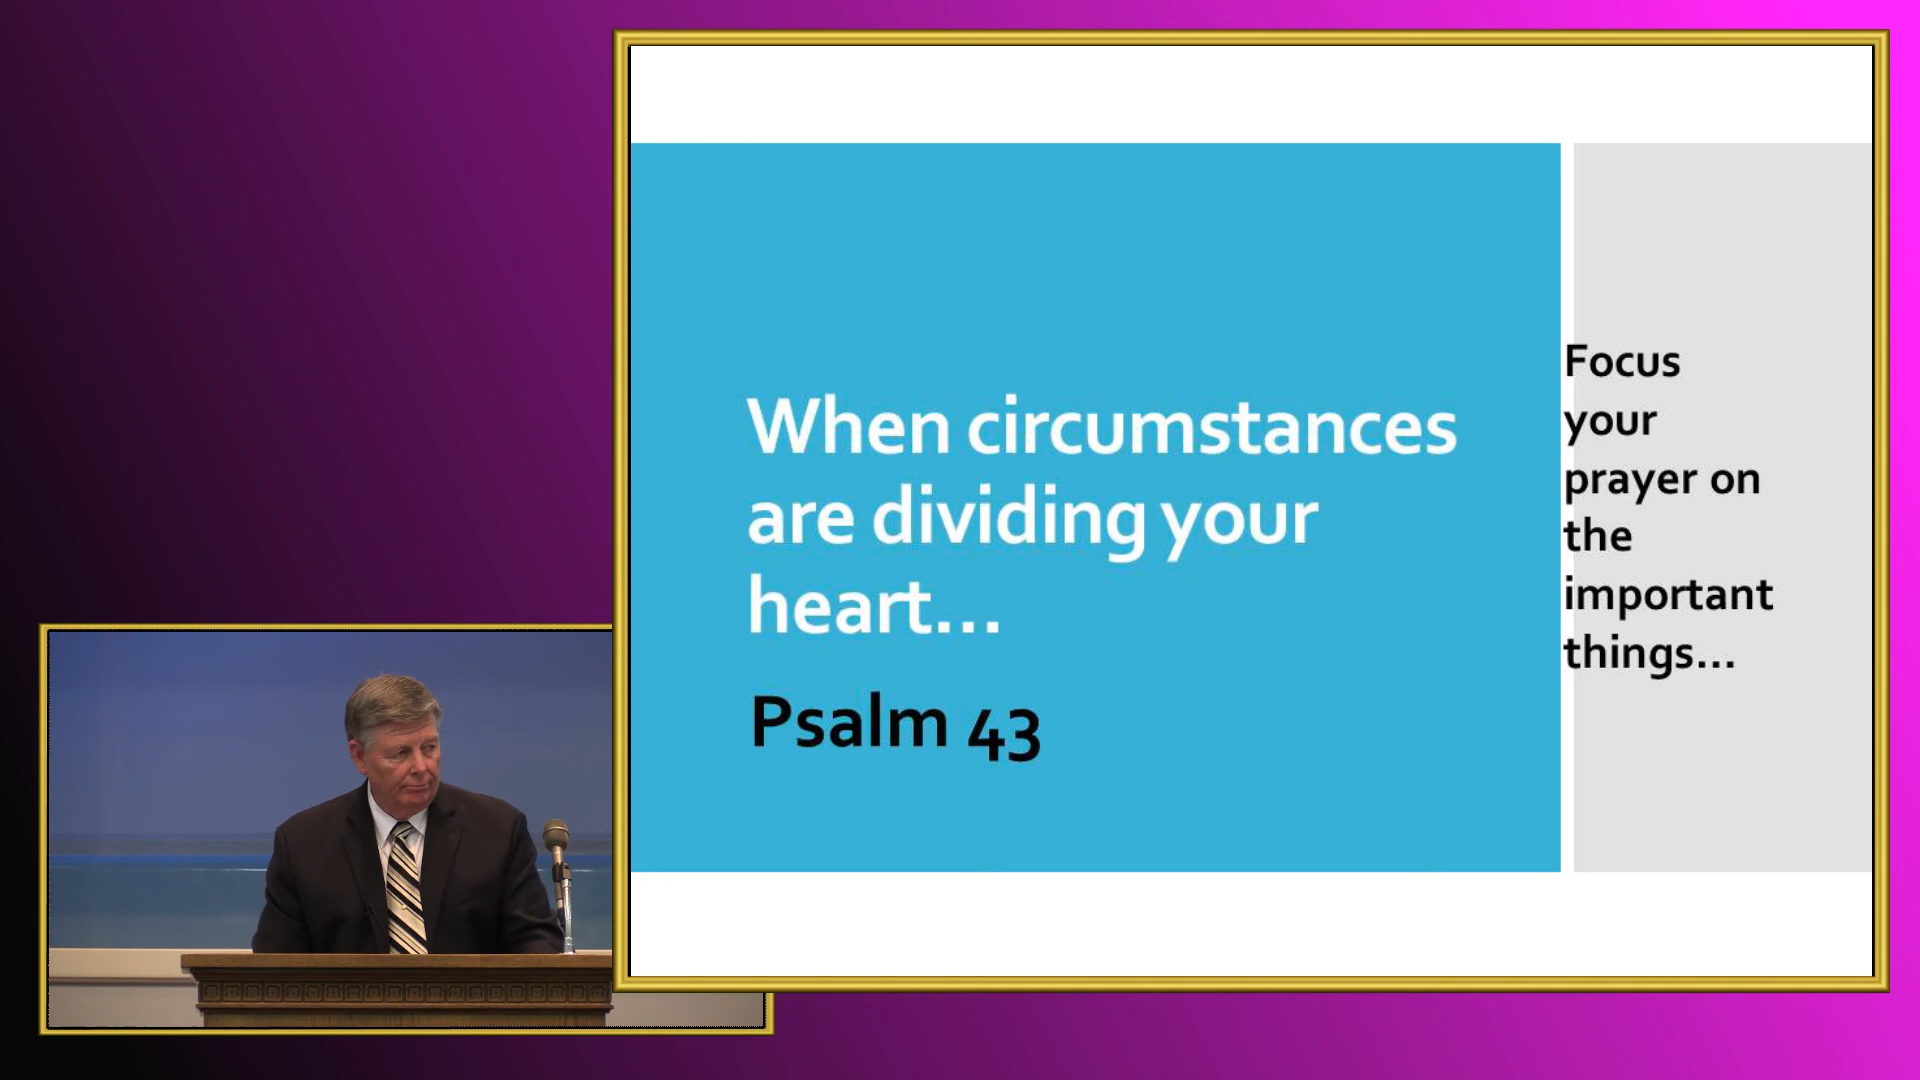 When circumstances
are dividing your
heart...
Psalm 43
Focus
your
prayer on
the
important
things...